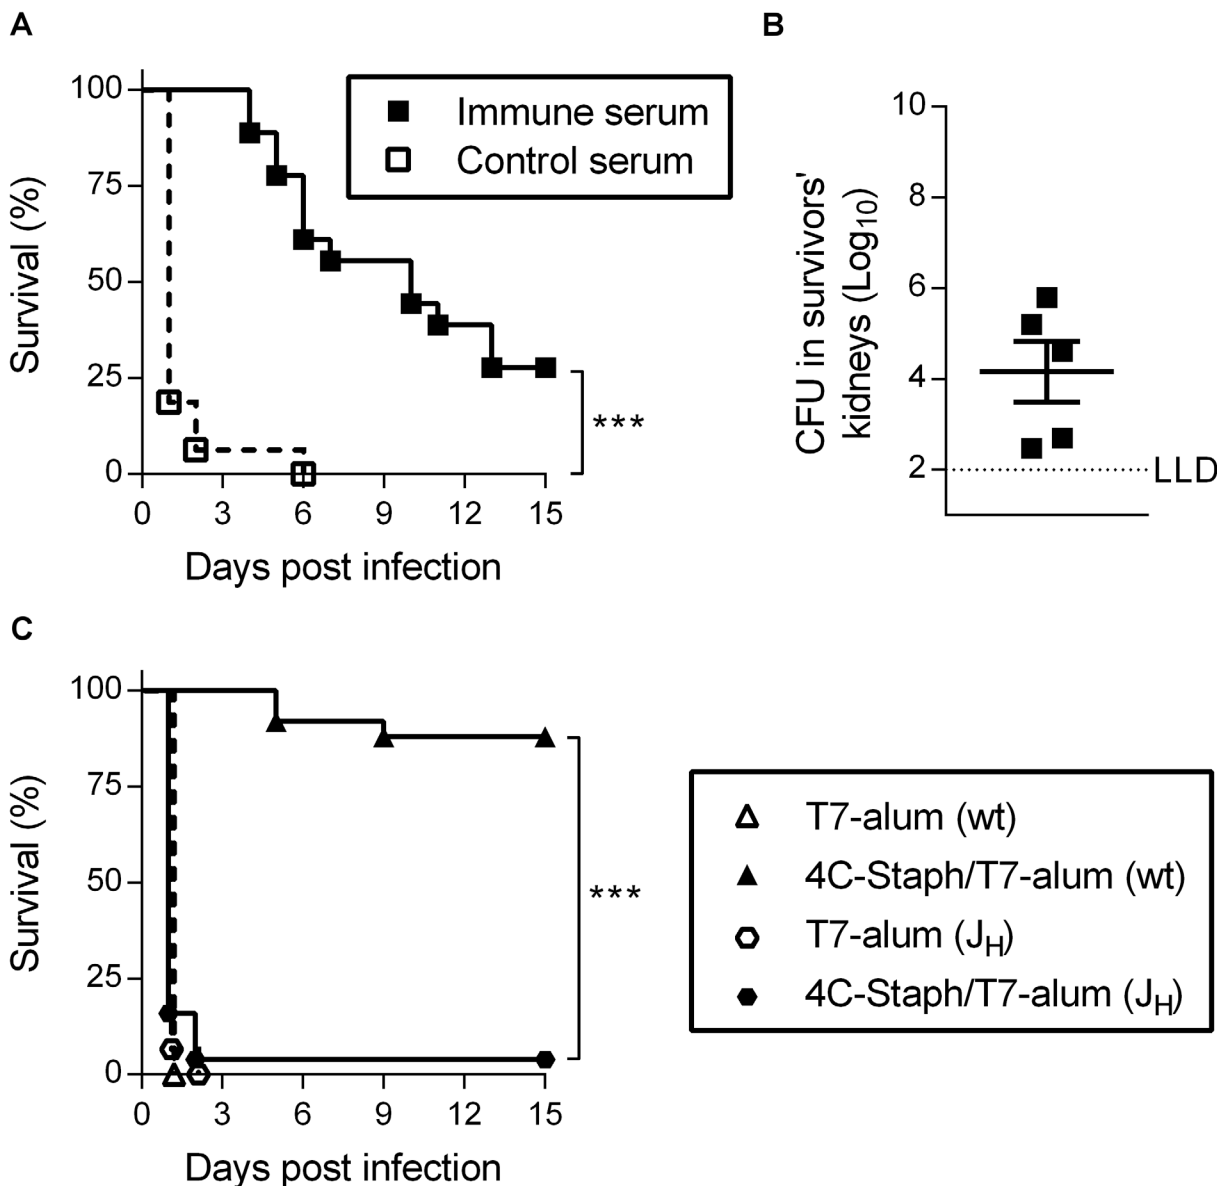 A
Survival (%)
100
75
50
25
0
0 3 6 9 12 15
Days post infection
Immune serum
Control serum
***
B
CFU in survivors'
kidneys (Log10)
10
8
6
4
2
LLD
C
Survival (%)
100
75
50
25
0
0 3 6 9 12 15
Days post infection
***
T7-alum (wt)
4C-Staph/T7-alum (wt)
T7-alum (JH)
4C-Staph/T7-alum (JH)